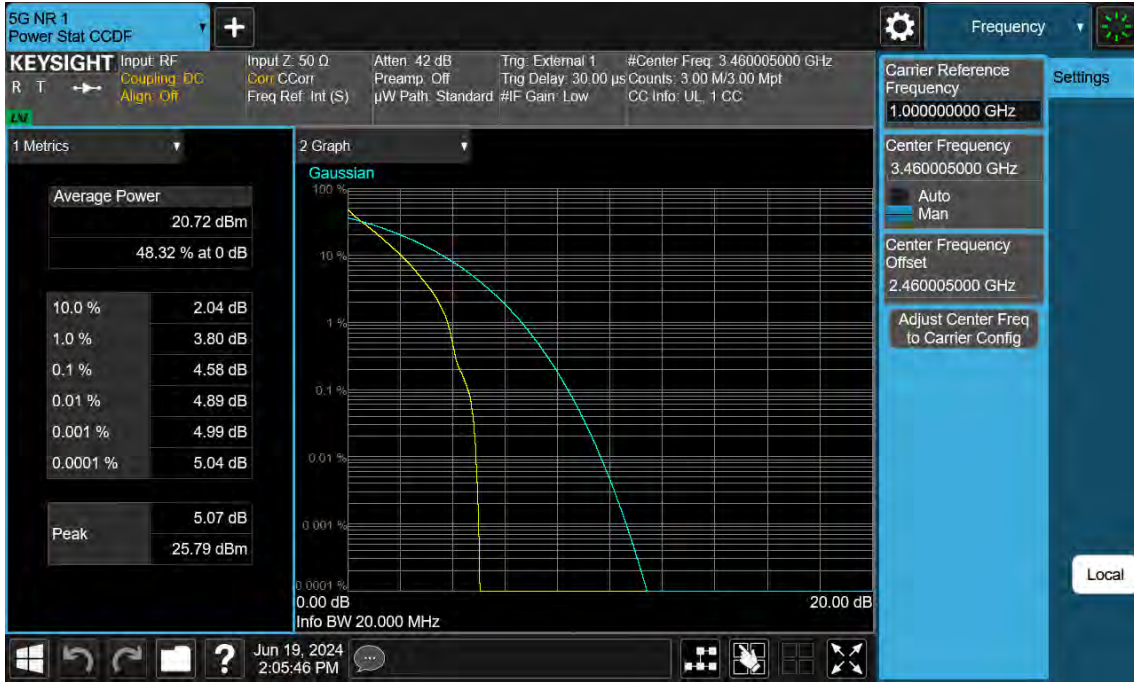 5G NR 1
Power Stat CCDF
Frequency
KEYSIGHT
R T
LNI
Input: RF
Coupling: DC
Align: Off
Input Z: 50 Ω
Corr CCorr
Freq Ref: Int (S)
Atten: 42 dB
Preamp: Off
µW Path: Standard
Trig: External 1
Trig Delay: 30.00 µs
#IF Gain: Low
#Center Freq: 3.460005000 GHz
Counts: 3.00 M/3.00 Mpt
CC Info: UL, 1 CC
1 Metrics
Average Power
20.72 dBm
48.32 % at 0 dB
10.0 % 2.04 dB
1.0 % 3.80 dB
0.1 % 4.58 dB
0.01 % 4.89 dB
0.001 % 4.99 dB
0.0001 % 5.04 dB
Peak
5.07 dB
25.79 dBm
2 Graph
Gaussian
100 %
10 %
1 %
0.1 %
0.01 %
0.001 %
0.0001 %
0.00 dB 20.00 dB
Info BW 20.000 MHz
Carrier Reference
Frequency
1.000000000 GHz
Center Frequency
3.460005000 GHz
Auto
Man
Center Frequency
Offset
2.460005000 GHz
Adjust Center Freq
to Carrier Config
Settings
Local
Jun 19, 2024
2:05:46 PM